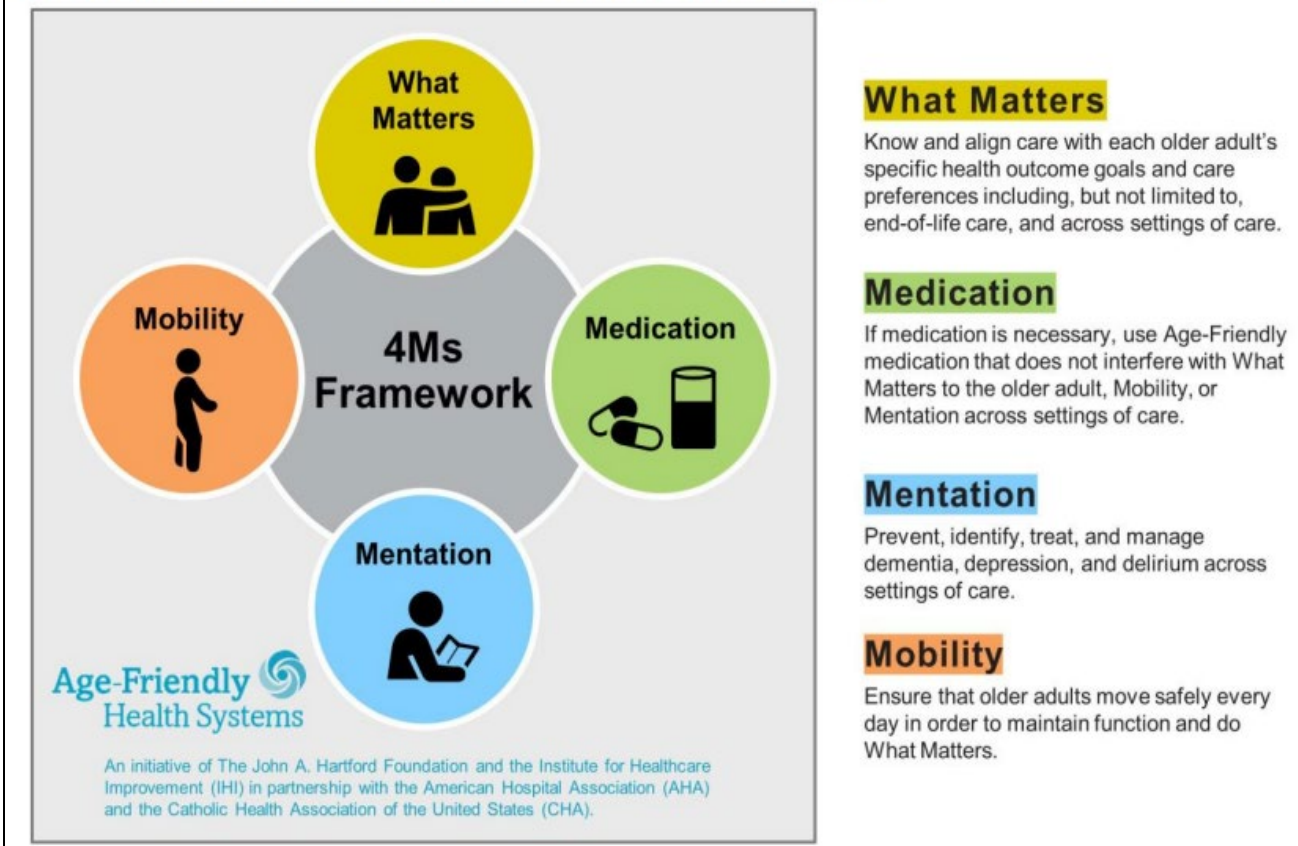 What
Matters
Mobility
4Ms
Framework
Medication
Mentation
Age-Friendly
Health Systems
An initiative of The John A. Hartford Foundation and the Institute for Healthcare
Improvement (IHI) in partnership with the American Hospital Association (AHA)
and the Catholic Health Association of the United States (CHA).
What Matters
Know and align care with each older adult's
specific health outcome goals and care
preferences including, but not limited to,
end-of-life care, and across settings of care.
Medication
If medication is necessary, use Age-Friendly
medication that does not interfere with What
Matters to the older adult, Mobility, or
Mentation across settings of care.
Mentation
Prevent, identify, treat, and manage
dementia, depression, and delirium across
settings of care.
Mobility
Ensure that older adults move safely every
day in order to maintain function and do
What Matters.